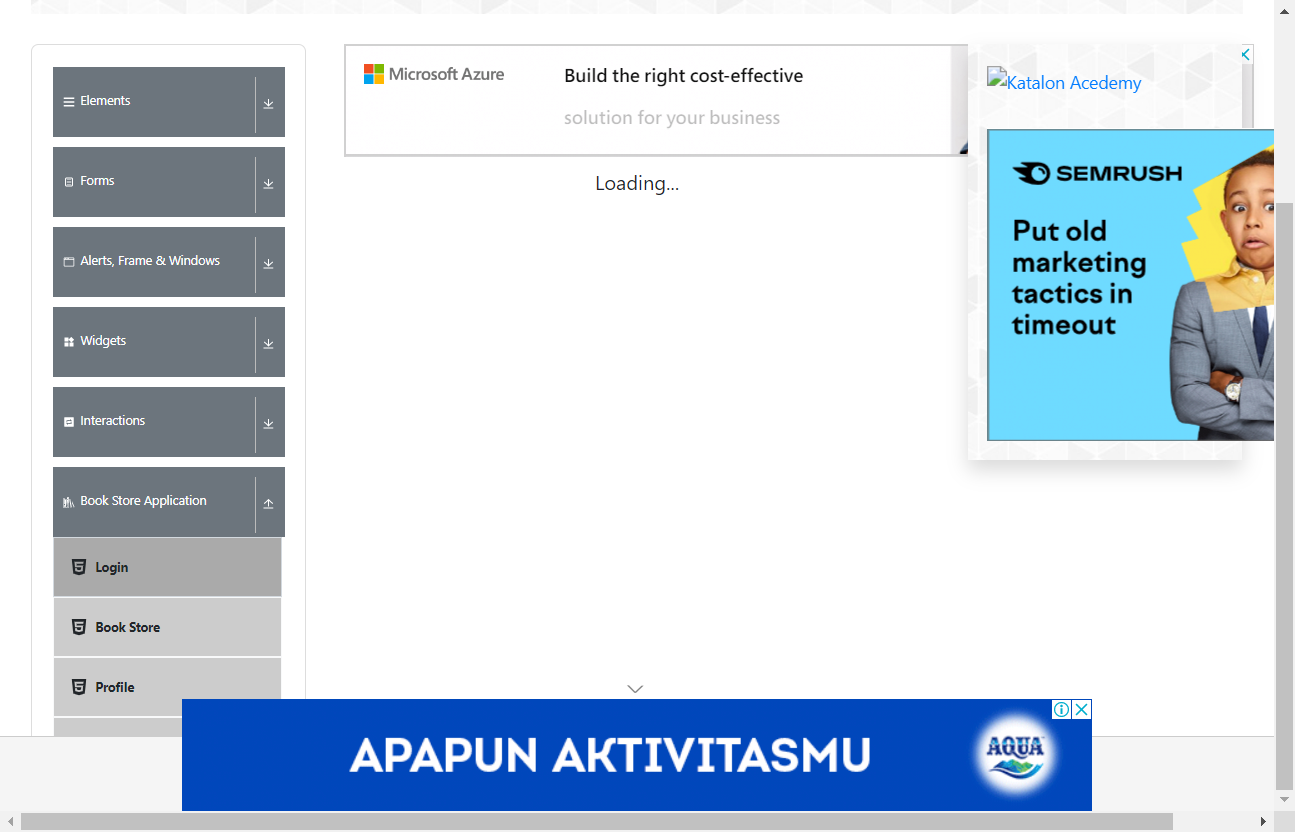 Elements
Forms
Alerts, Frame & Windows
Widgets
Interactions
Book Store Application
Login
Book Store
Profile
Microsoft Azure
Build the right cost-effective
solution for your business
Loading...
Katalon Acedemy
SEMRUSH
Put old
marketing
tactics in
timeout
APAPUN AKTIVITASMU
AQUA